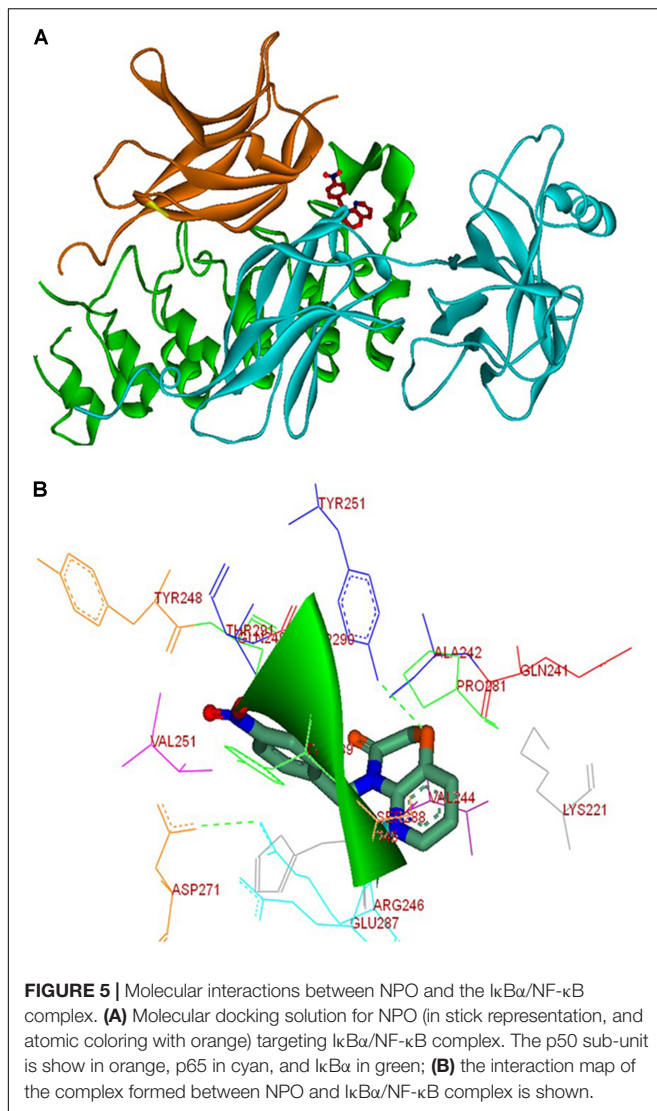 A
B
TYR251
TYR248
THR291
ALA242
GLN241
PRO281
VAL251
VAL244
LYS221
SER288
ASP271
ARG246
GLU287
FIGURE 5 | Molecular interactions between NPO and the IκBα/NF-κB
complex. (A) Molecular docking solution for NPO (in stick representation, and
atomic coloring with orange) targeting IκBα/NF-κB complex. The p50 sub-unit
is show in orange, p65 in cyan, and IκBα in green; (B) the interaction map of
the complex formed between NPO and IκBα/NF-κB complex is shown.